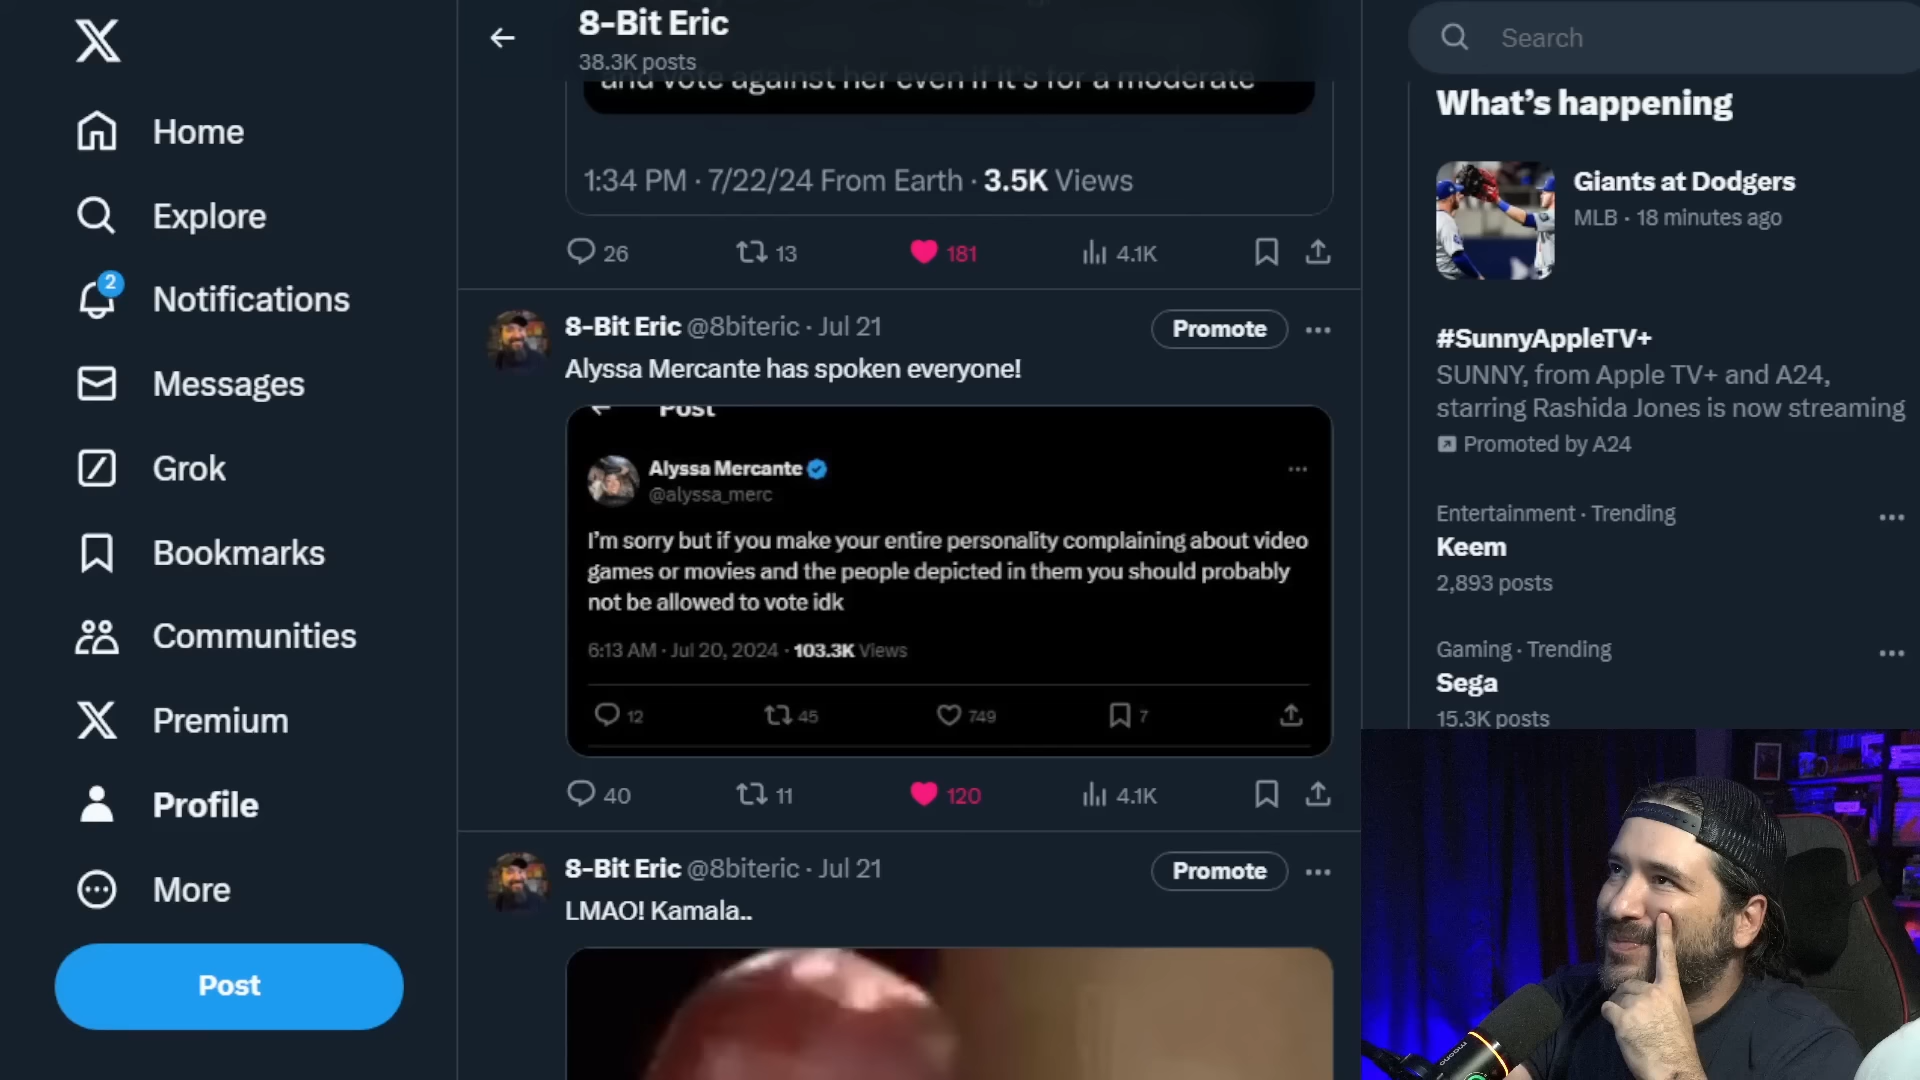 8-Bit Eric
38.3K posts
and vote against her even if it's for a moderate
1:34 PM · 7/22/24 From Earth · 3.5K Views
26 13 181 4.1K
Home
Explore
2
Notifications
Messages
Grok
Bookmarks
Communities
Premium
Profile
More
Post
8-Bit Eric @8biteric · Jul 21
Promote
Alyssa Mercante has spoken everyone!
Post
Alyssa Mercante
@alyssa_merc
I'm sorry but if you make your entire personality complaining about video
games or movies and the people depicted in them you should probably
not be allowed to vote idk
6:13 AM · Jul 20, 2024 · 103.3K Views
12 45 749 7
40 11 120 4.1K
8-Bit Eric @8biteric · Jul 21
Promote
LMAO! Kamala..
Search
What's happening
Giants at Dodgers
MLB · 18 minutes ago
#SunnyAppleTV+
SUNNY, from Apple TV+ and A24,
starring Rashida Jones is now streaming
Promoted by A24
Entertainment · Trending
Keem
2,893 posts
Gaming · Trending
Sega
15.3K posts
maono